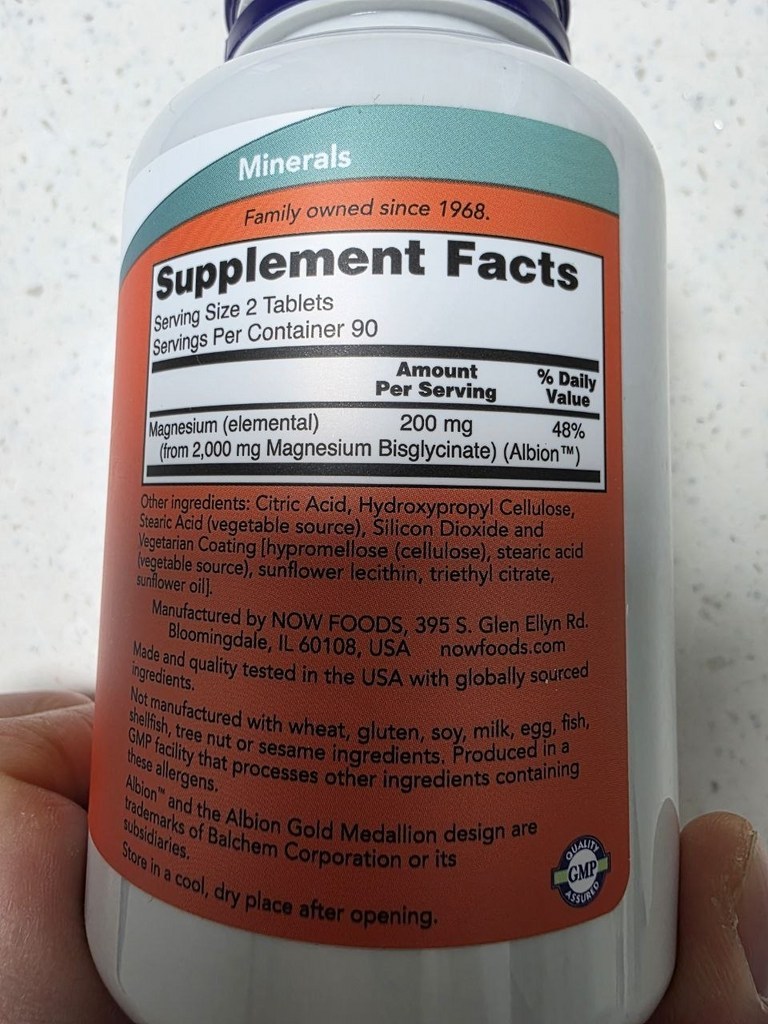 Minerals
Family owned since 1968.
Supplement Facts
Serving Size 2 Tablets
Servings Per Container 90
Amount Per Serving
% Daily Value
Magnesium (elemental) 200 mg 48%
(from 2,000 mg Magnesium Bisglycinate) (Albion™)
Other ingredients: Citric Acid, Hydroxypropyl Cellulose,
Stearic Acid (vegetable source), Silicon Dioxide and
Vegetarian Coating [hypromellose (cellulose), stearic acid
(vegetable source), sunflower lecithin, triethyl citrate,
sunflower oil].
Manufactured by NOW FOODS, 395 S. Glen Ellyn Rd.
Bloomingdale, IL 60108, USA nowfoods.com
Made and quality tested in the USA with globally sourced
ingredients.
Not manufactured with wheat, gluten, soy, milk, egg, fish,
shellfish, tree nut or sesame ingredients. Produced in a
GMP facility that processes other ingredients containing
these allergens.
Albion™ and the Albion Gold Medallion design are
trademarks of Balchem Corporation or its
subsidiaries.
Store in a cool, dry place after opening.
QUALITY
GMP
ASSURED